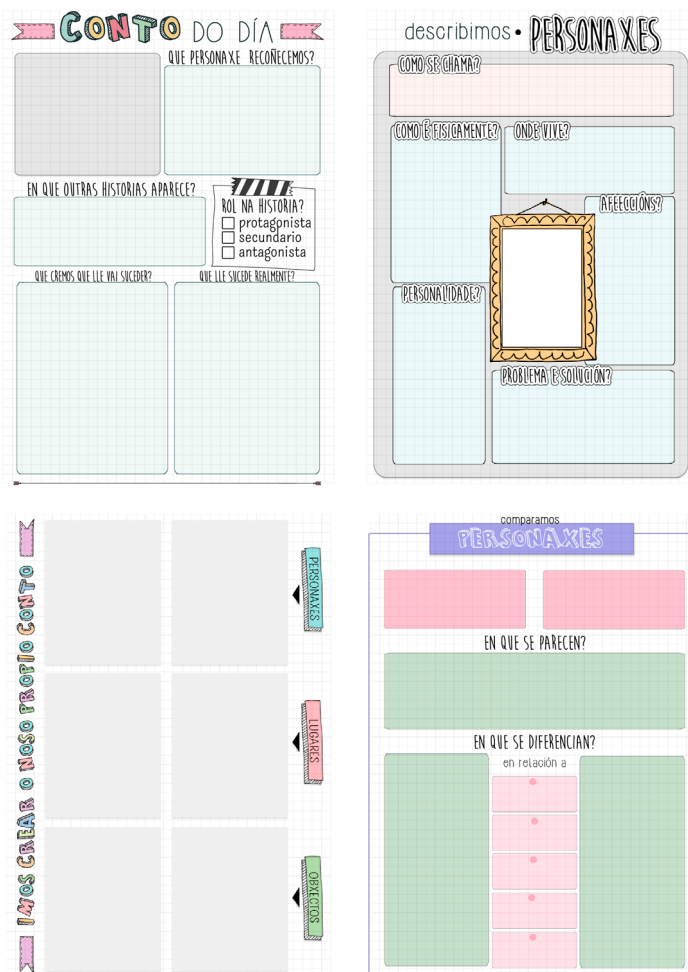 CONTO DO DÍA
QUE PERSONAXE RECOÑECEMOS?
EN QUE OUTRAS HISTORIAS APARECE?
ROL NA HISTORIA?
protagonista
secundario
antagonista
QUE CREMOS QUE LLE VAI SUCEDER?
QUE LLE SUCEDE REALMENTE?
describimos • PERSONAXES
COMO SE CHAMA?
COMO É FISICAMENTE?
ONDE VIVE?
AFECCIÓNS?
PERSONALIDADE?
PROBLEMA E SOLUCIÓN?
IMOS CREAR O NOSO PROPIO CONTO
PERSONAXES
LUGARES
OBXECTOS
comparamos
PERSONAXES
EN QUE SE PARECEN?
EN QUE SE DIFERENCIAN?
en relación a